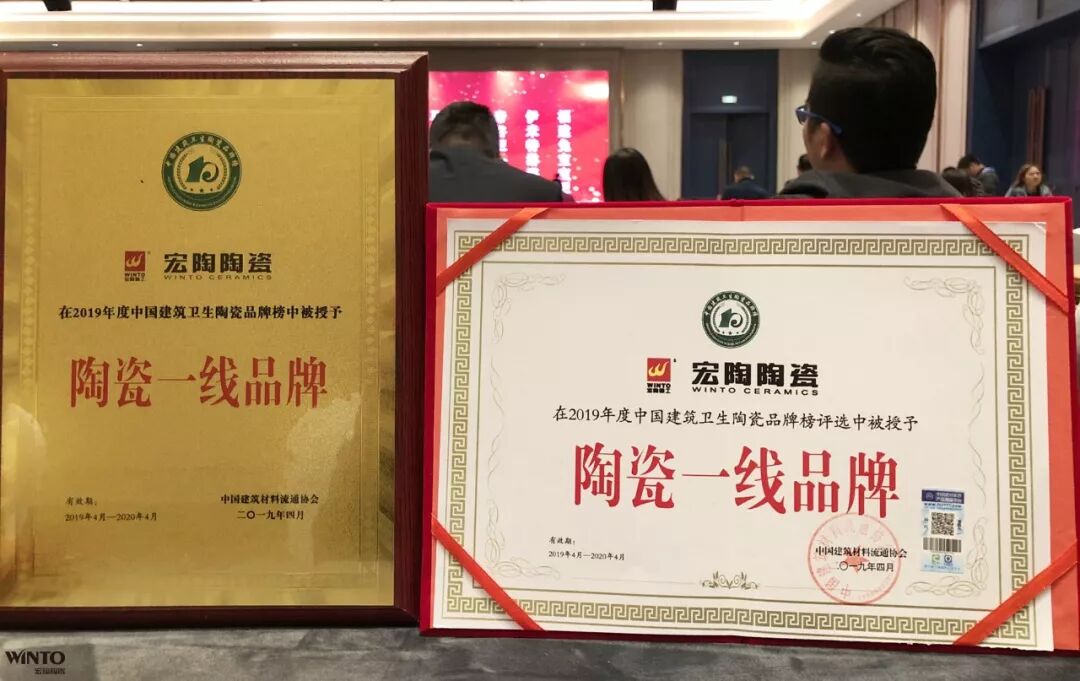 WINTO
宏陶陶瓷
WINTO CERAMICS
在2019年度中国建筑卫生陶瓷品牌榜中被授予
陶瓷一线品牌
有效期:
2019年4月—2020年4月
中国建筑材料流通协会
二〇一九年四月
WINTO
宏陶陶瓷
WINTO CERAMICS
在2019年度中国建筑卫生陶瓷品牌榜评选中被授予
陶瓷一线品牌
有效期:
2019年4月—2020年4月
中国建筑材料流通协会
二〇一九年四月
WINTO
宏陶陶瓷